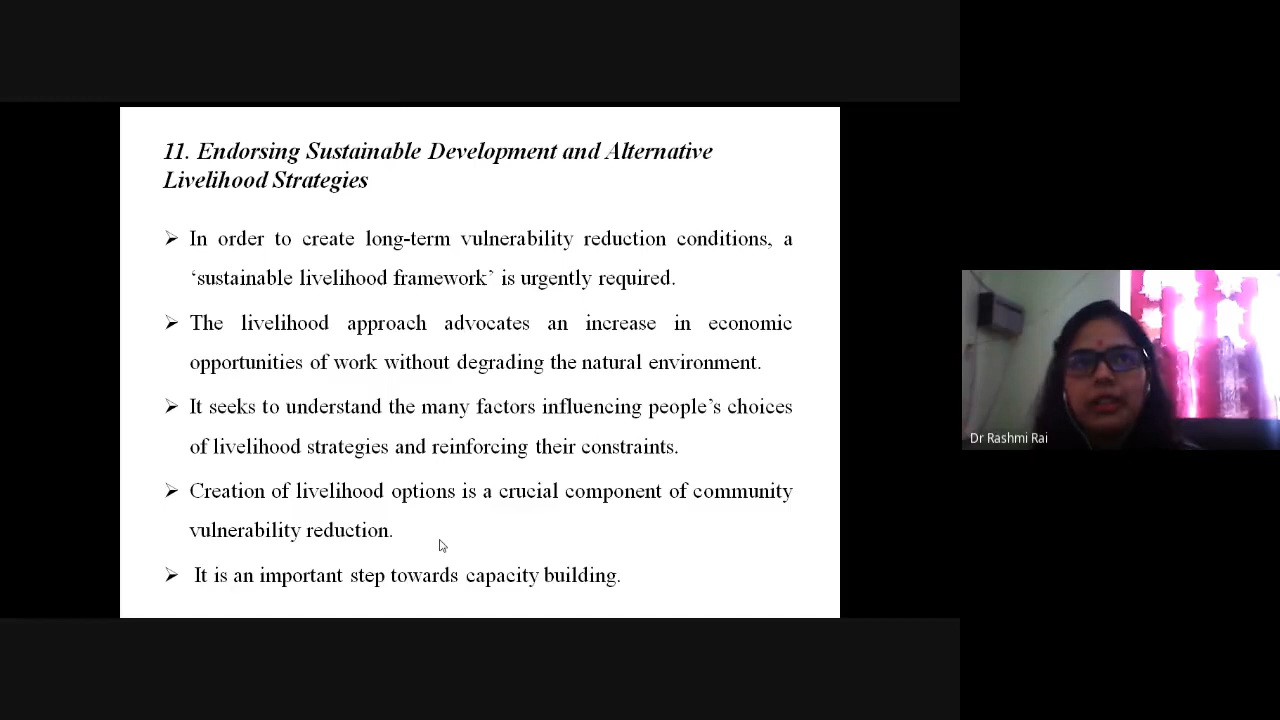 11. Endorsing Sustainable Development and Alternative
Livelihood Strategies
➢ In order to create long-term vulnerability reduction conditions, a
‘sustainable livelihood framework’ is urgently required.
➢ The livelihood approach advocates an increase in economic
opportunities of work without degrading the natural environment.
➢ It seeks to understand the many factors influencing people’s choices
of livelihood strategies and reinforcing their constraints.
➢ Creation of livelihood options is a crucial component of community
vulnerability reduction.
➢ It is an important step towards capacity building.
Dr Rashmi Rai